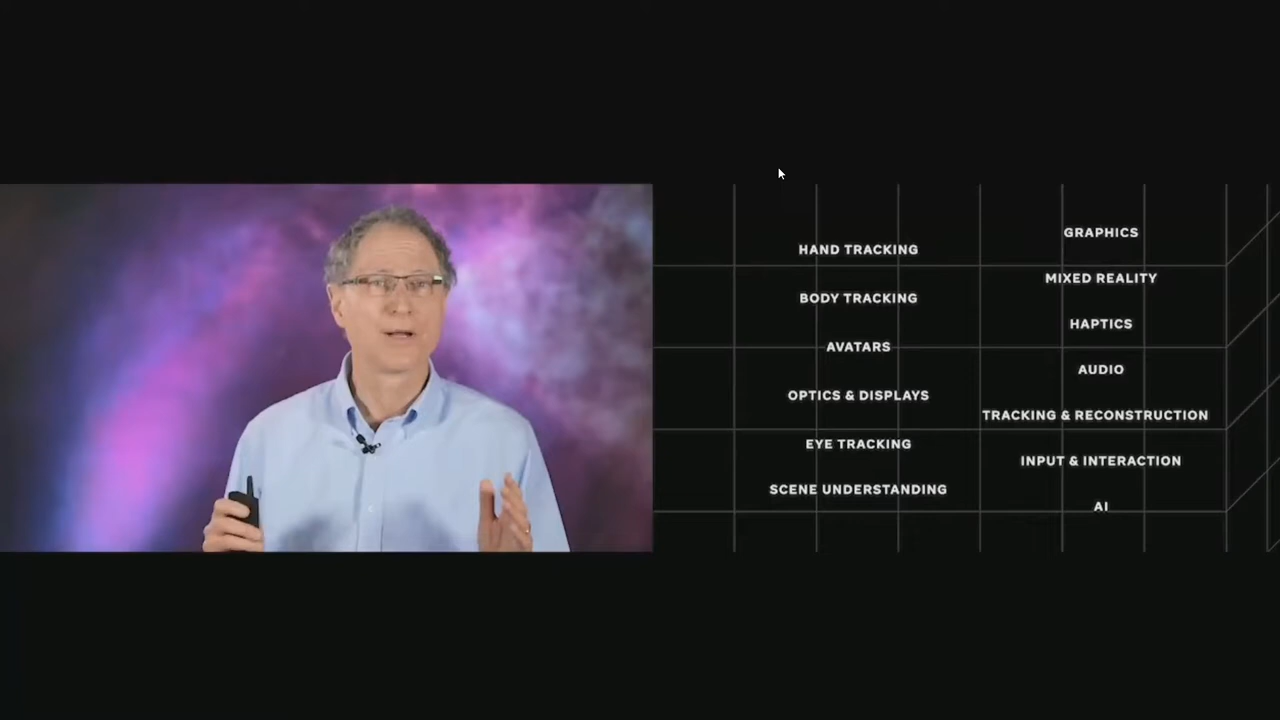 HAND TRACKING
BODY TRACKING
AVATARS
OPTICS & DISPLAYS
EYE TRACKING
SCENE UNDERSTANDING
GRAPHICS
MIXED REALITY
HAPTICS
AUDIO
TRACKING & RECONSTRUCTION
INPUT & INTERACTION
AI